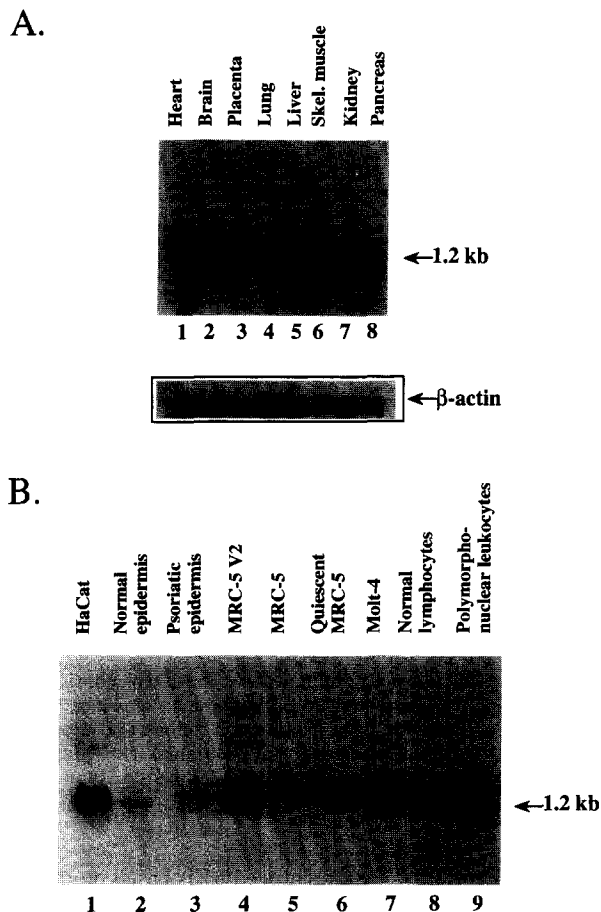 A.
Heart
Brain
Placenta
Lung
Liver
Skel. muscle
Kidney
Pancreas
←1.2 kb
1 2 3 4 5 6 7 8
←β-actin
B.
HaCat
Normal
epidermis
Psoriatic
epidermis
MRC-5 V2
MRC-5
Quiescent
MRC-5
Molt-4
Normal
lymphocytes
Polymorpho-
nuclear leukocytes
←1.2 kb
1 2 3 4 5 6 7 8 9